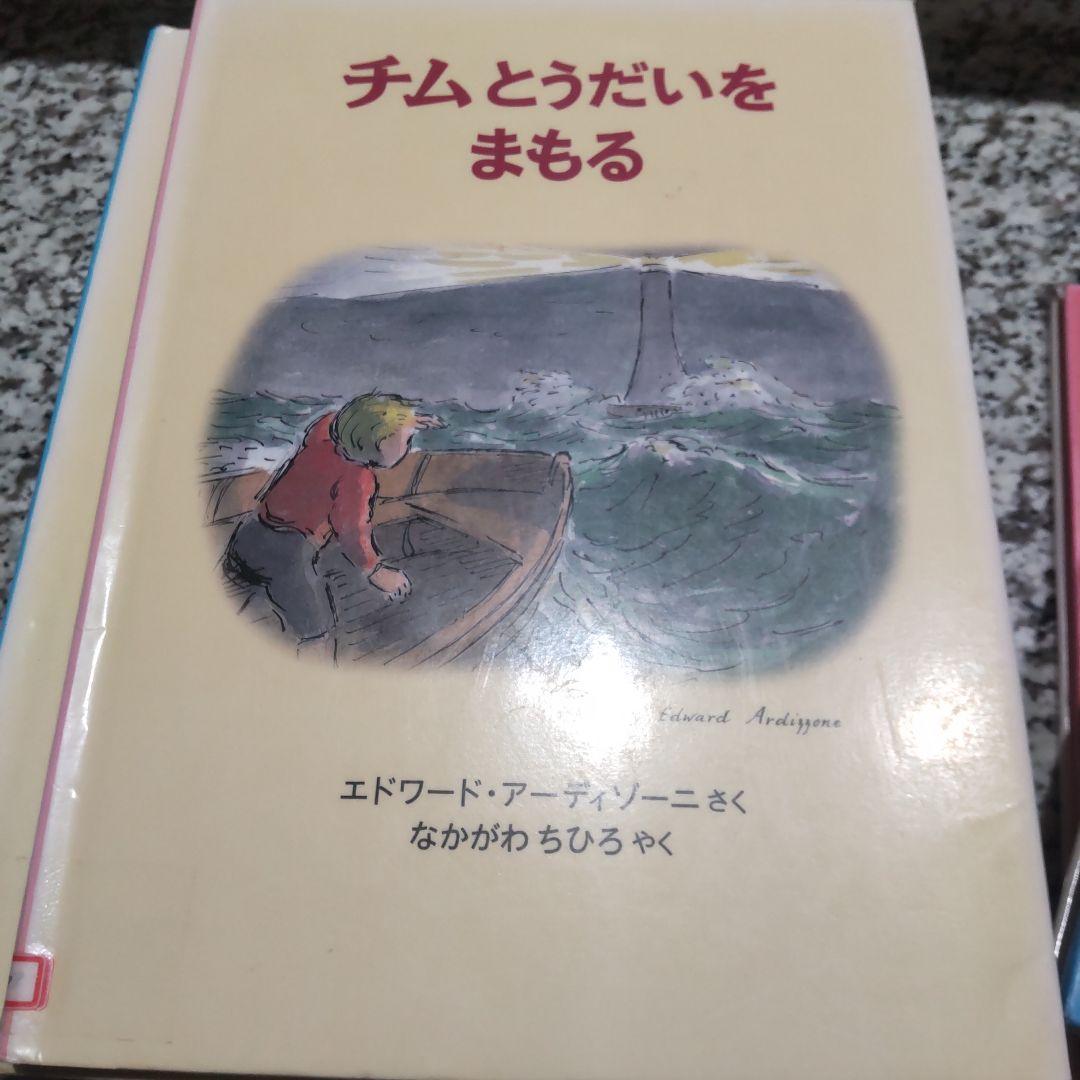 チムとうだいを
まもる
Edward Ardizzone
エドワード・アーディゾーニ さく
なかがわ ちひろ やく